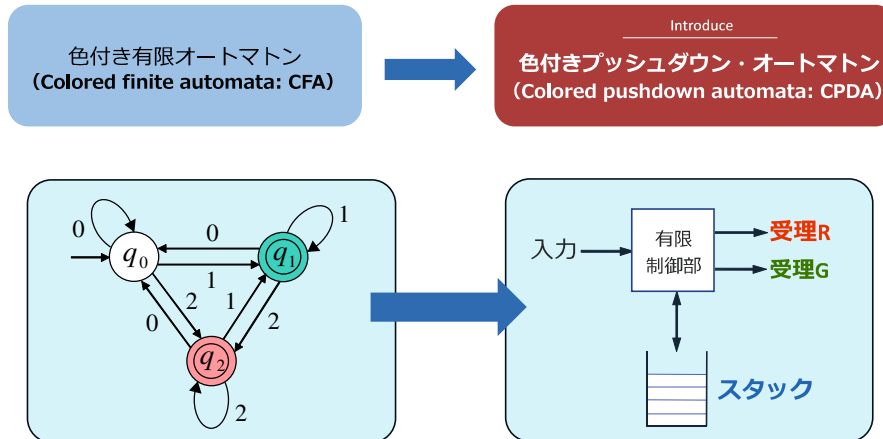 色付き有限オートマトン
（Colored finite automata: CFA）
Introduce
色付きプッシュダウン・オートマトン
（Colored pushdown automata: CPDA）
0
q0
0
1
q1
1
2
0
1
2
q2
2
入力
有限
制御部
受理R
受理G
スタック